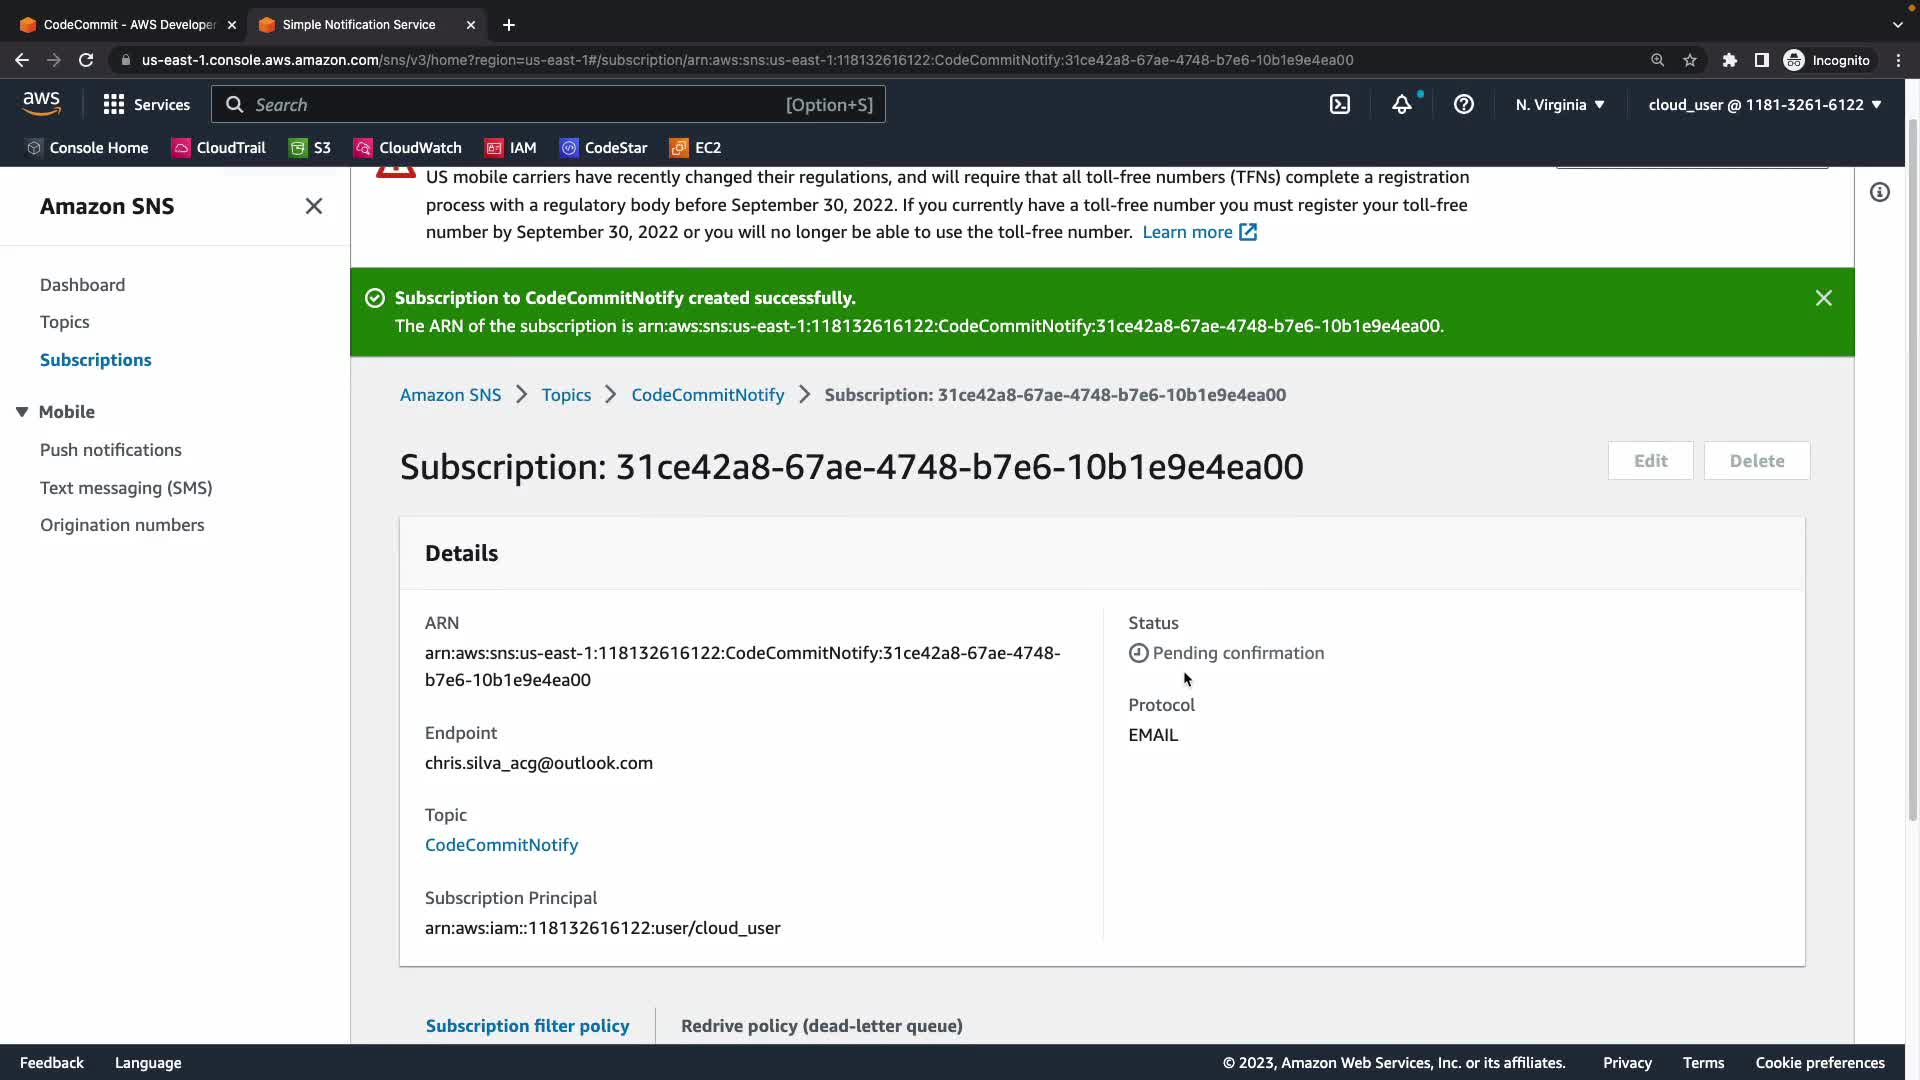 CodeCommit - AWS Developer
Simple Notification Service
us-east-1.console.aws.amazon.com/sns/v3/home?region=us-east-1#/subscription/arn:aws:sns:us-east-1:118132616122:CodeCommitNotify:31ce42a8-67ae-4748-b7e6-10b1e9e4ea00
Incognito
aws
Services
Search
[Option+S]
N. Virginia
cloud_user @ 1181-3261-6122
Console Home
CloudTrail
S3
CloudWatch
IAM
CodeStar
EC2
Amazon SNS
Dashboard
Topics
Subscriptions
Mobile
Push notifications
Text messaging (SMS)
Origination numbers
US mobile carriers have recently changed their regulations, and will require that all toll-free numbers (TFNs) complete a registration
process with a regulatory body before September 30, 2022. If you currently have a toll-free number you must register your toll-free
number by September 30, 2022 or you will no longer be able to use the toll-free number. Learn more
Subscription to CodeCommitNotify created successfully.
The ARN of the subscription is arn:aws:sns:us-east-1:118132616122:CodeCommitNotify:31ce42a8-67ae-4748-b7e6-10b1e9e4ea00.
Amazon SNS
Topics
CodeCommitNotify
Subscription: 31ce42a8-67ae-4748-b7e6-10b1e9e4ea00
Subscription: 31ce42a8-67ae-4748-b7e6-10b1e9e4ea00
Edit
Delete
Details
ARN
arn:aws:sns:us-east-1:118132616122:CodeCommitNotify:31ce42a8-67ae-4748-
b7e6-10b1e9e4ea00
Endpoint
chris.silva_acg@outlook.com
Topic
CodeCommitNotify
Subscription Principal
arn:aws:iam::118132616122:user/cloud_user
Status
Pending confirmation
Protocol
EMAIL
Subscription filter policy
Redrive policy (dead-letter queue)
Feedback
Language
© 2023, Amazon Web Services, Inc. or its affiliates.
Privacy
Terms
Cookie preferences